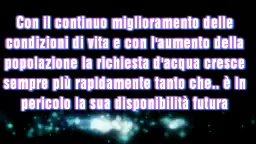 Con il continuo miglioramento delle
condizioni di vita e con l'aumento della
popolazione la richiesta d'acqua cresce
sempre più rapidamente tanto che.. è in
pericolo la sua disponibilità futura